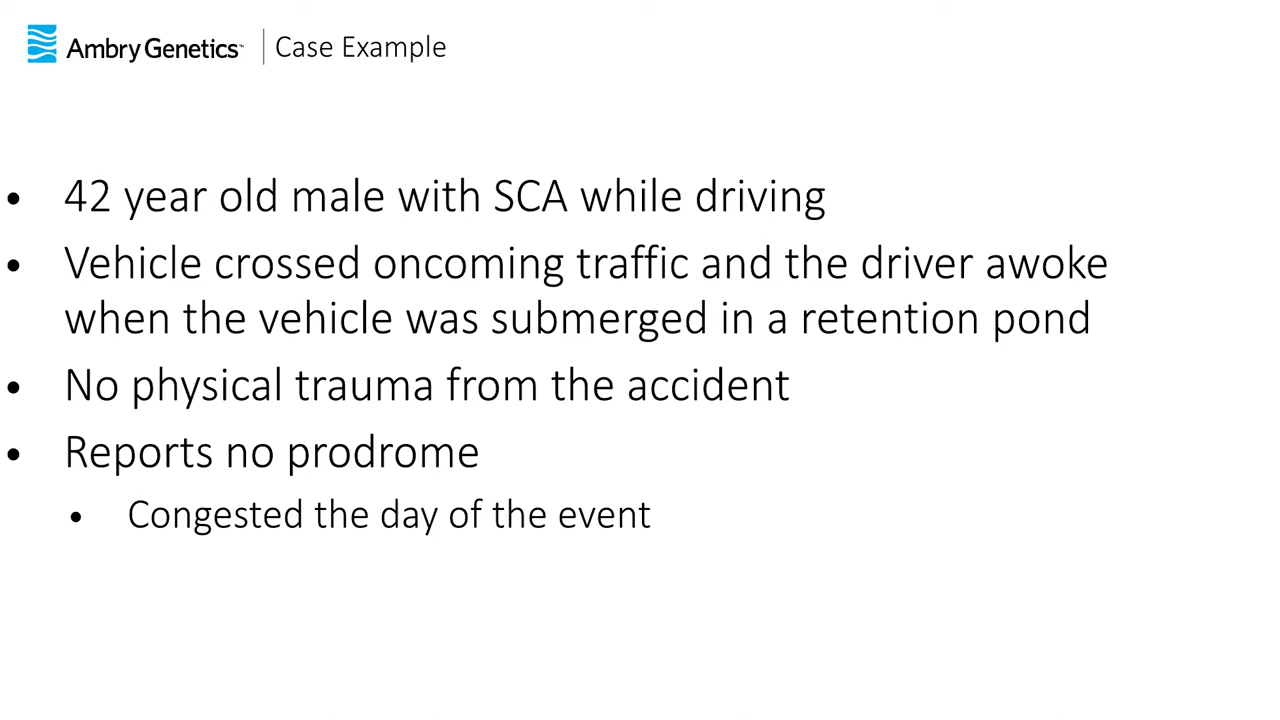 Ambry Genetics™ | Case Example
• 42 year old male with SCA while driving
• Vehicle crossed oncoming traffic and the driver awoke
when the vehicle was submerged in a retention pond
• No physical trauma from the accident
• Reports no prodrome
• Congested the day of the event